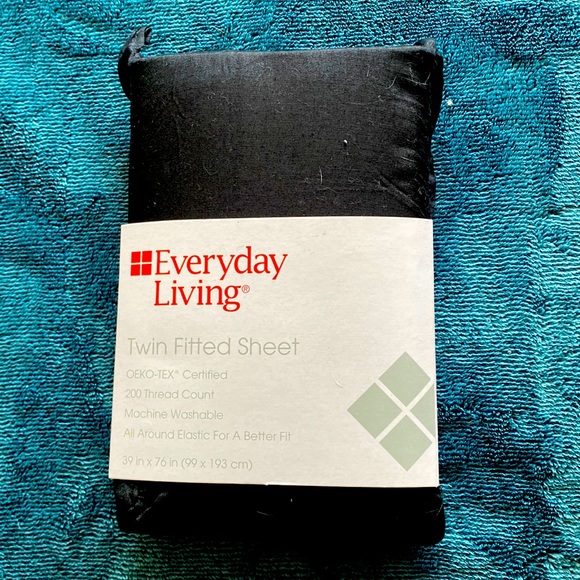 Everyday
Living®
Twin Fitted Sheet
OEKO-TEX® Certified
200 Thread Count
Machine Washable
All Around Elastic For A Better Fit
39 in x 76 in (99 x 193 cm)